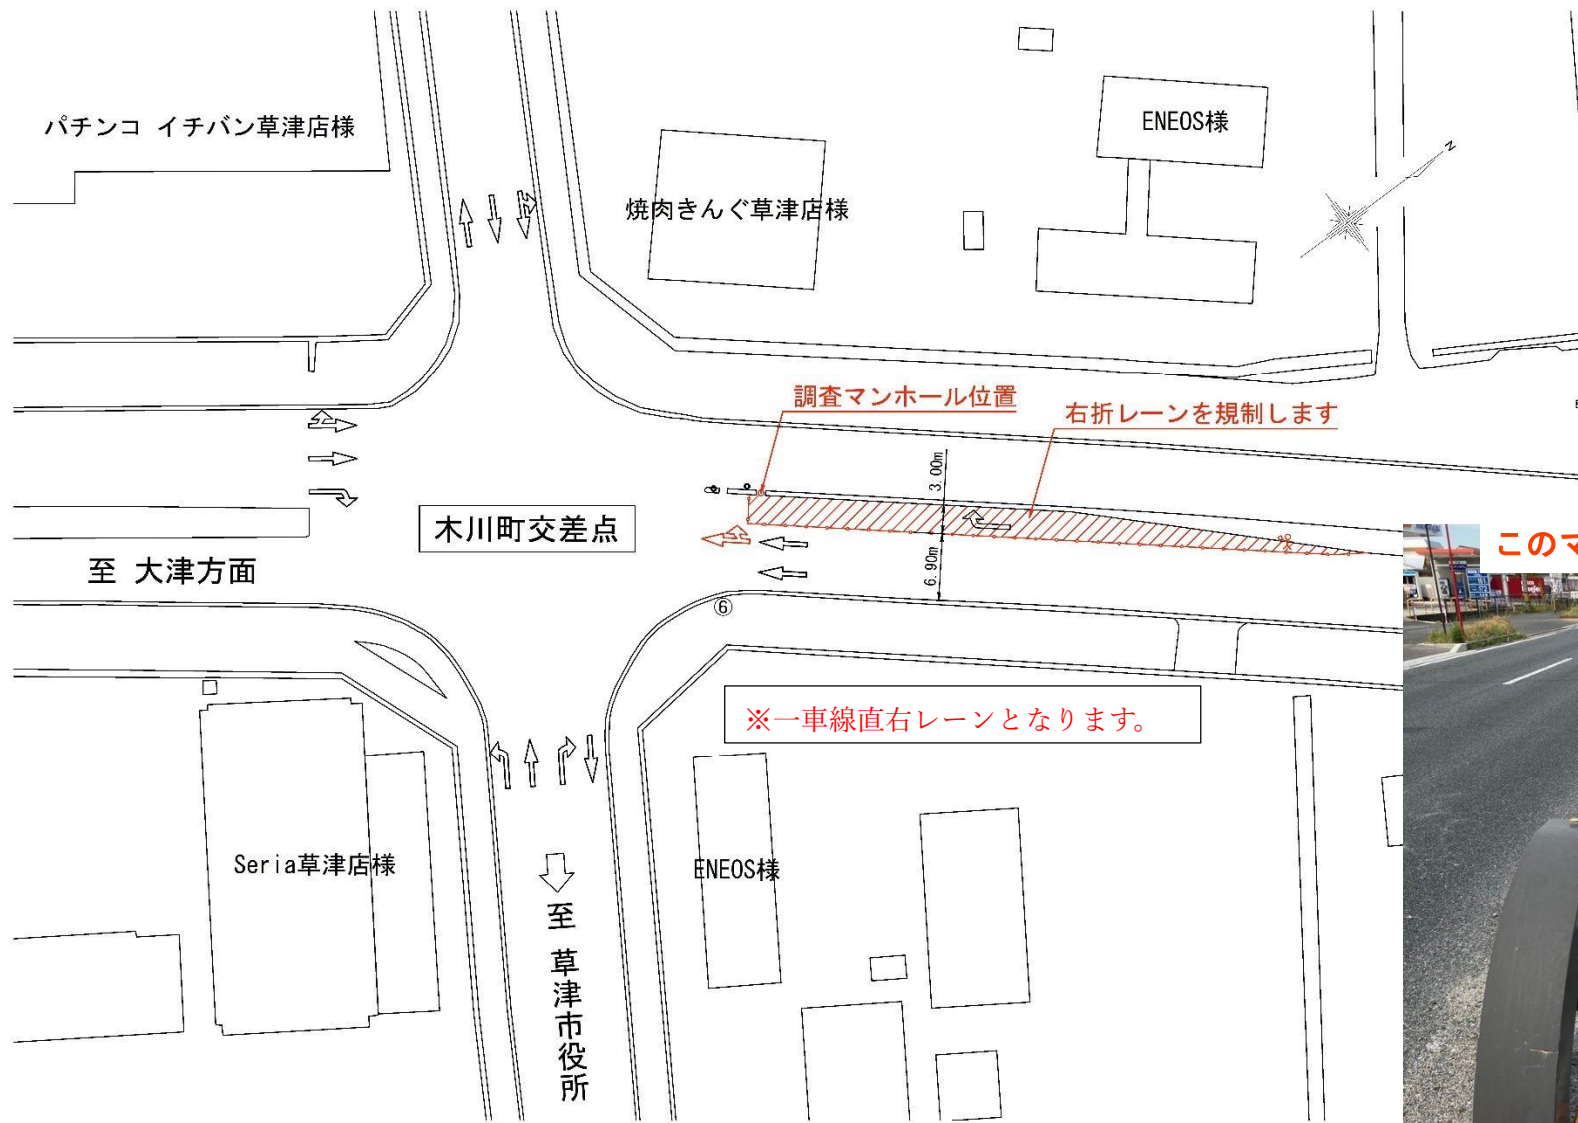 パチンコ イチバン草津店様
ENEOS様
焼肉きんぐ草津店様
N
調査マンホール位置
右折レーンを規制します
3.00m
木川町交差点
6.90m
至 大津方面
このマ
⑥
※一車線直右レーンとなります。
Seria草津店様
ENEOS様
至 草津市役所